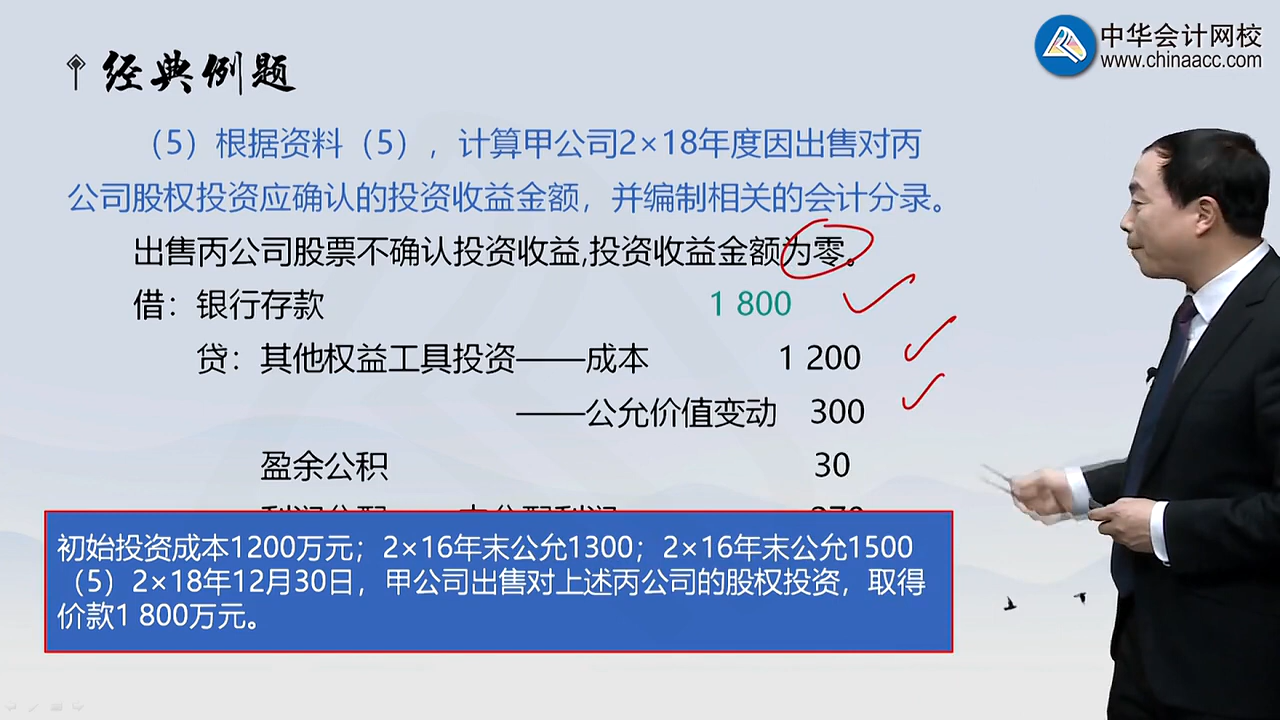 经典例题
中华会计网校
www.chinaacc.com
（5）根据资料（5），计算甲公司2×18年度因出售对丙
公司股权投资应确认的投资收益金额，并编制相关的会计分录。
出售丙公司股票不确认投资收益,投资收益金额为零。
借：银行存款 1 800
贷：其他权益工具投资——成本 1 200
——公允价值变动 300
盈余公积 30
初始投资成本1200万元；2×16年末公允1300；2×16年末公允1500
（5）2×18年12月30日，甲公司出售对上述丙公司的股权投资，取得
价款1 800万元。